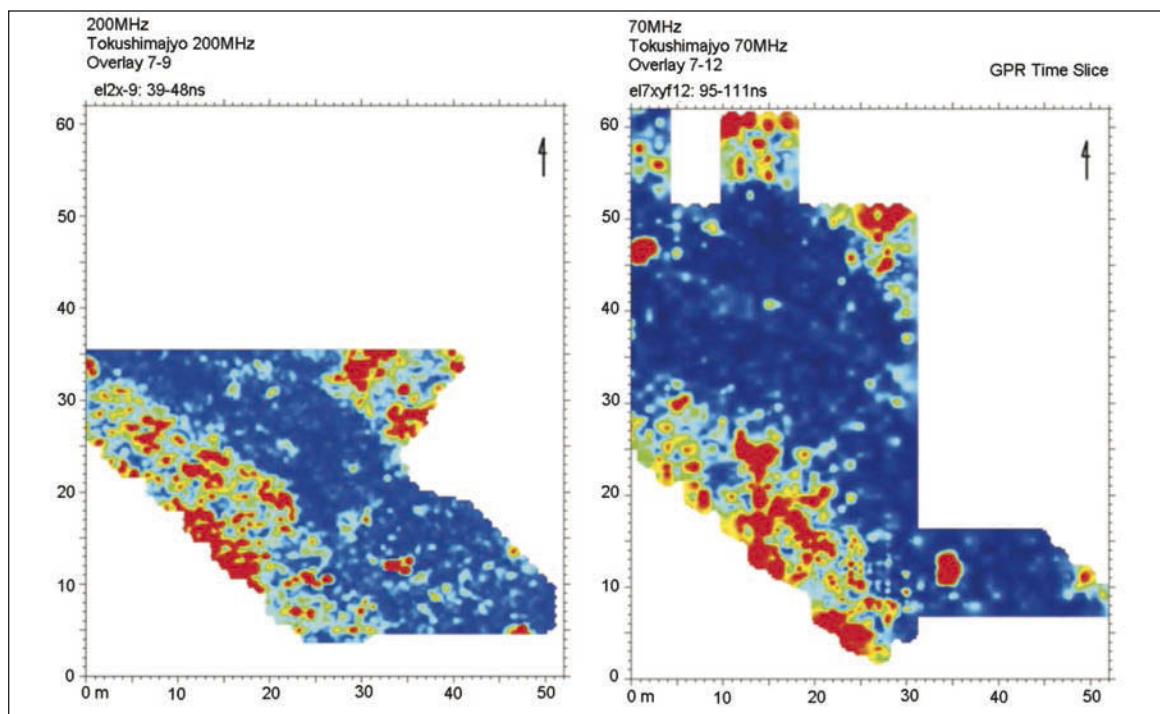 200MHz
Tokushimajyo 200MHz
Overlay 7-9
el2x-9: 39-48ns
60
50
40
30
20
10
0
0 m
10
20
30
40
50
70MHz
Tokushimajyo 70MHz
Overlay 7-12
GPR Time Slice
el7xyf12: 95-111ns
60
50
40
30
20
10
0
0 m
10
20
30
40
50